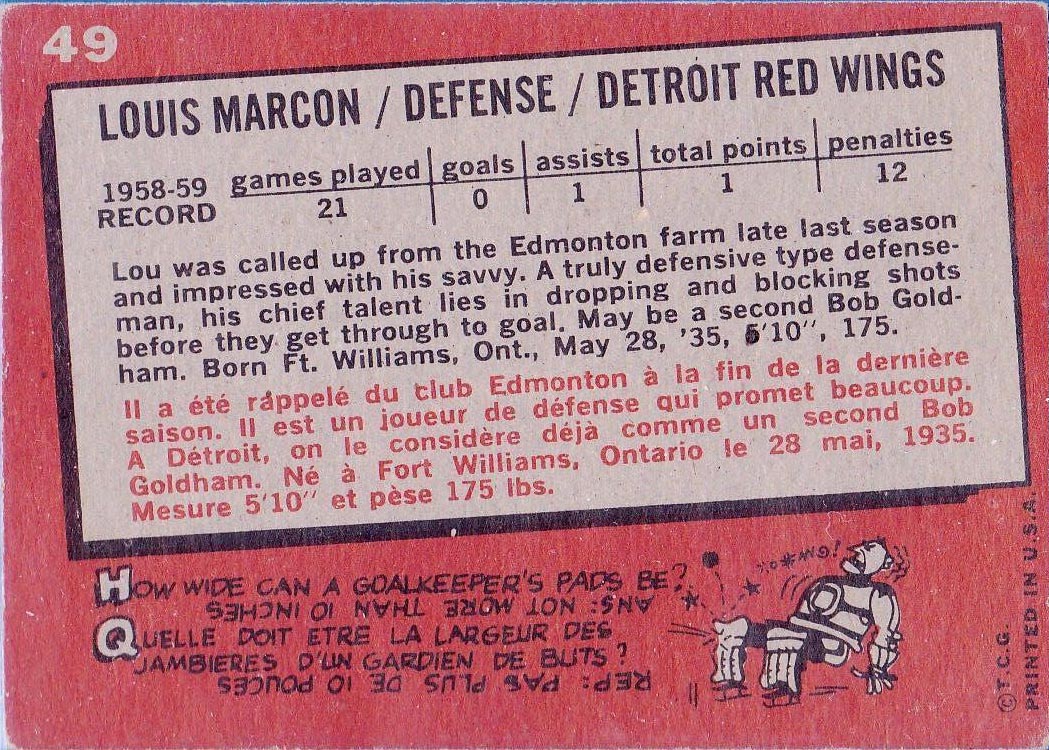 49
LOUIS MARCON / DEFENSE / DETROIT RED WINGS
1958-59 RECORD games played goals assists total points penalties
21 0 1 1 12
Lou was called up from the Edmonton farm late last season
and impressed with his savvy. A truly defensive type defense-
man, his chief talent lies in dropping and blocking shots
before they get through to goal. May be a second Bob Gold-
ham. Born Ft. Williams, Ont., May 28, '35, 5'10", 175.
Il a été rappelé du club Edmonton à la fin de la dernière
saison. Il est un joueur de défense qui promet beaucoup.
A Détroit, on le considère déjà comme un second Bob
Goldham. Né à Fort Williams, Ontario le 28 mai, 1935.
Mesure 5'10" et pèse 175 lbs.
HOW WIDE CAN A GOALKEEPER'S PADS BE?
ANS: NOT MORE THAN 10 INCHES
QUELLE DOIT ETRE LA LARGEUR DES
JAMBIERES D'UN GARDIEN DE BUTS?
REP: PAS PLUS DE 10 POUCES
© T.C.G.
PRINTED IN U.S.A.